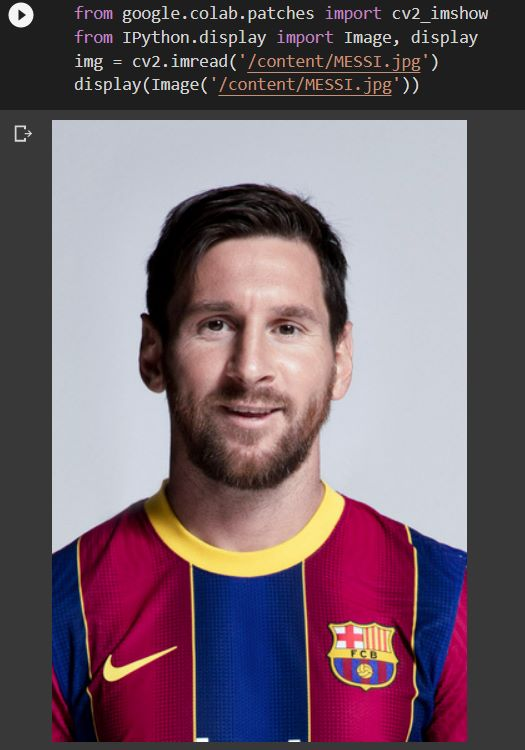 from google.colab.patches import cv2_imshow
from IPython.display import Image, display
img = cv2.imread('/content/MESSI.jpg')
display(Image('/content/MESSI.jpg'))
FCB